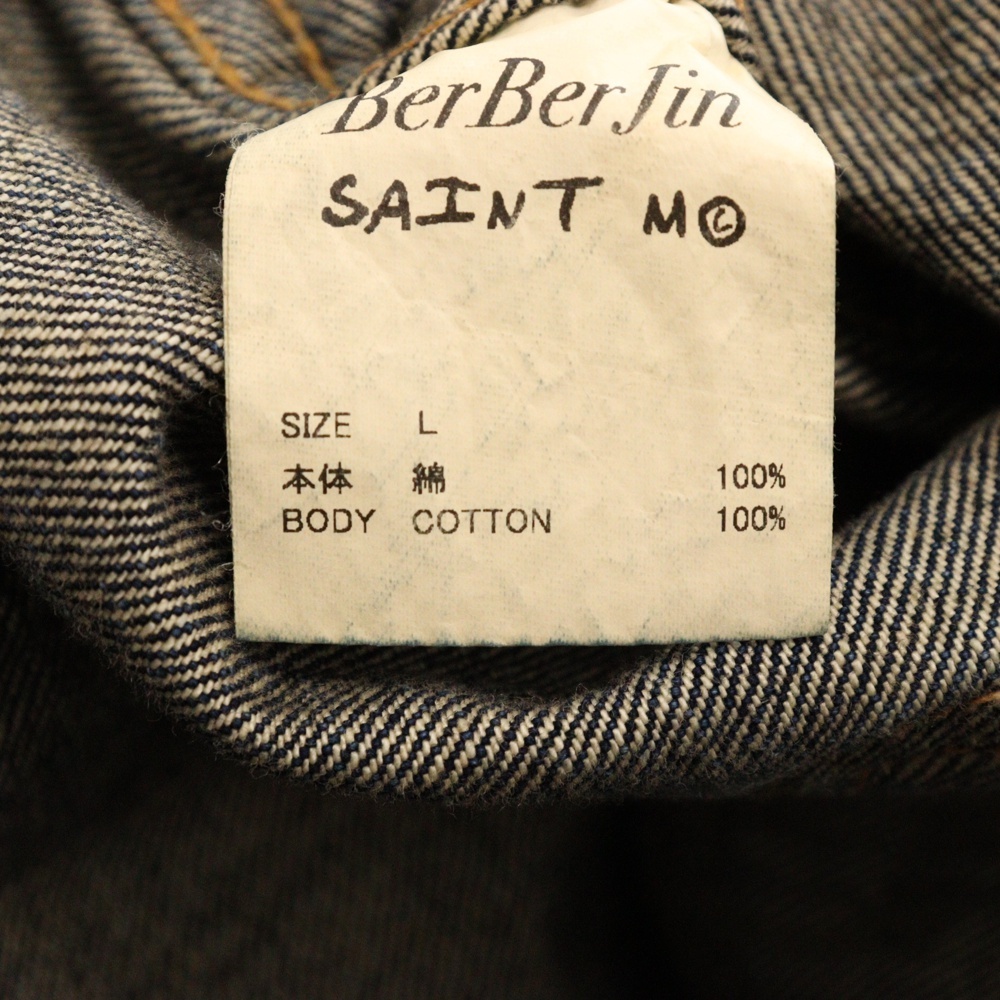 BerBerJin
SAINT M©
SIZE L
本体 綿 100%
BODY COTTON 100%